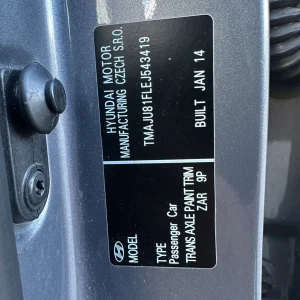 HYUNDAI MOTOR
MANUFACTURING CZECH S.R.O.
TMAJU81FLEJ543419
BUILT JAN 14
MODEL
TYPE
Passenger Car
TRANS AXLE PAINT TRIM
ZAR 9P